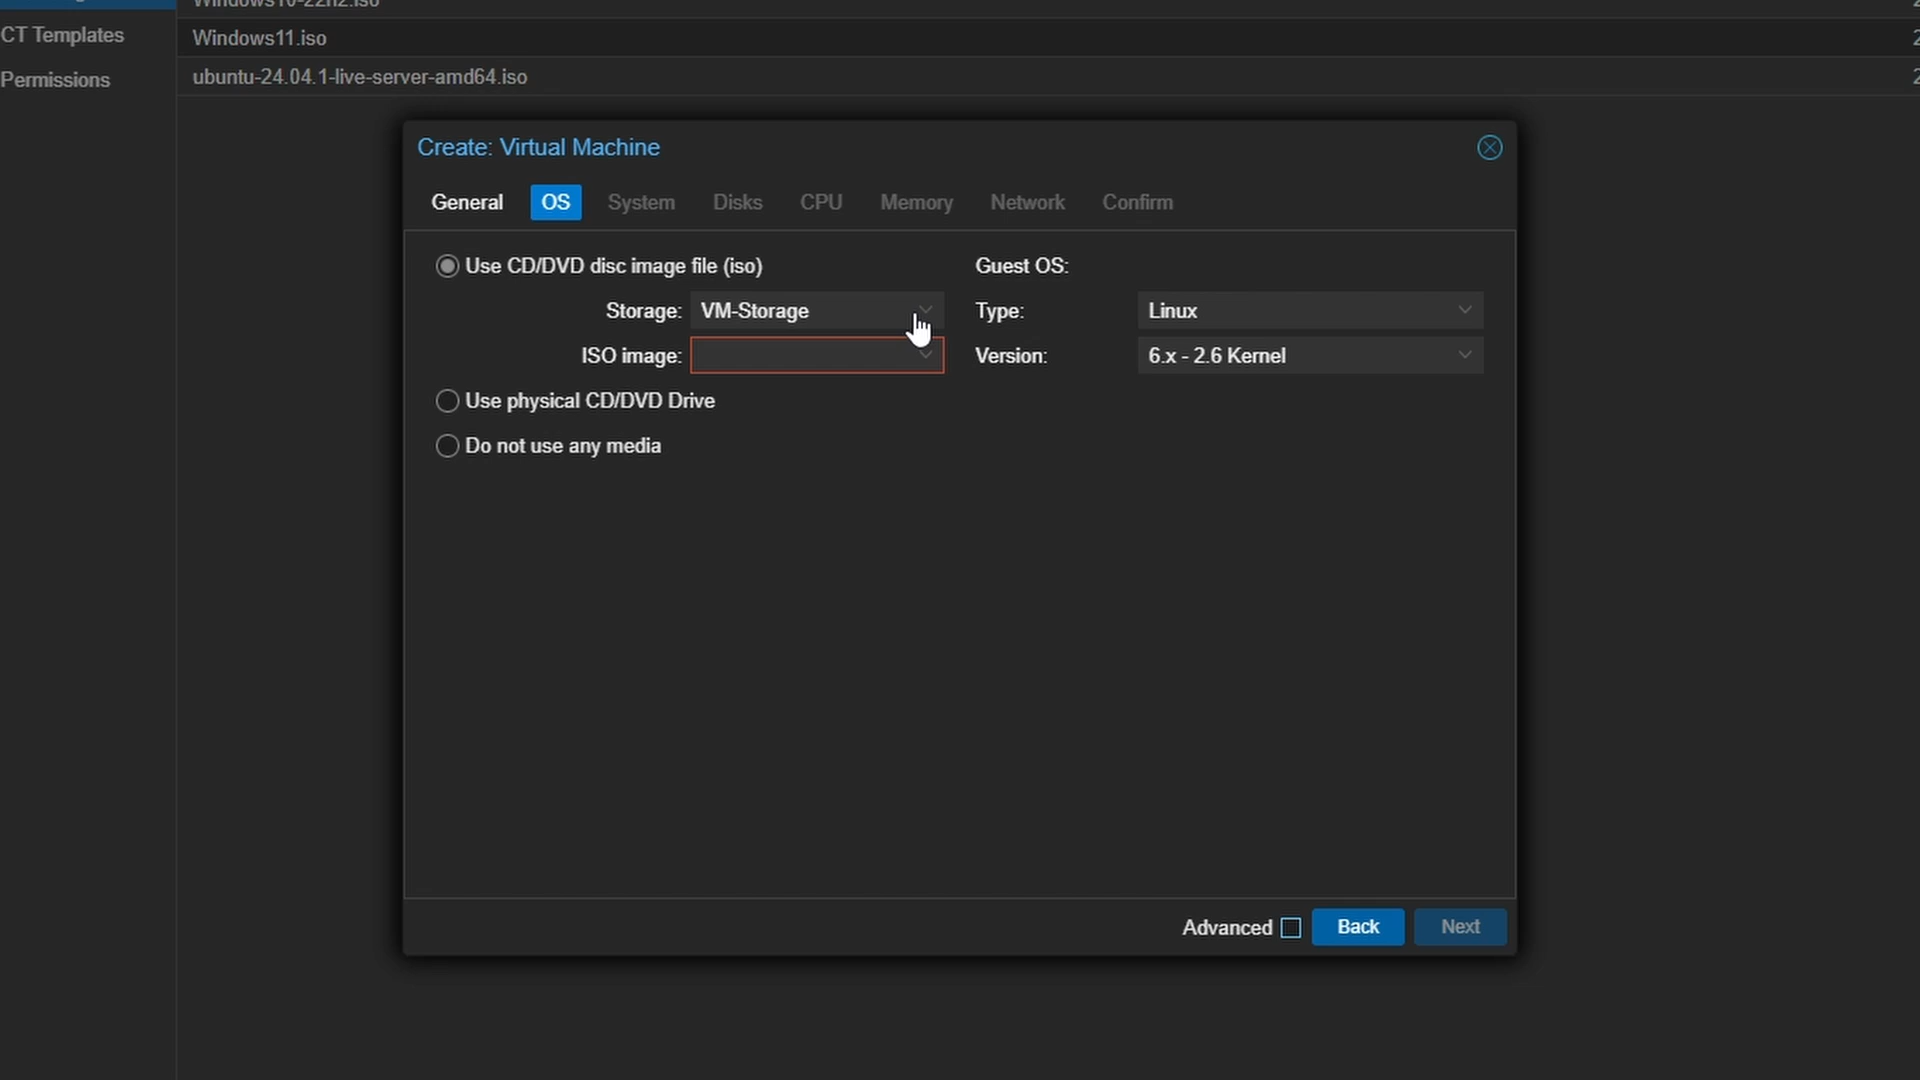 Windows10-22h2.iso
CT Templates
Windows11.iso
Permissions
ubuntu-24.04.1-live-server-amd64.iso
Create: Virtual Machine
General OS System Disks CPU Memory Network Confirm
Use CD/DVD disc image file (iso)
Storage: VM-Storage
ISO image:
Use physical CD/DVD Drive
Do not use any media
Guest OS:
Type: Linux
Version: 6.x - 2.6 Kernel
Advanced Back Next